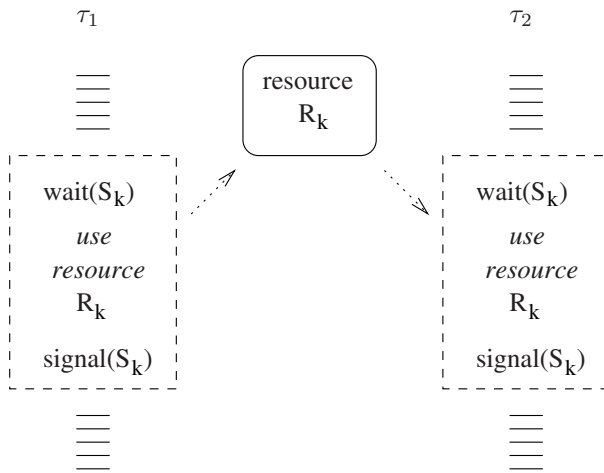 τ1
τ2
resource
Rk
wait(Sk)
use
resource
Rk
signal(Sk)
wait(Sk)
use
resource
Rk
signal(Sk)